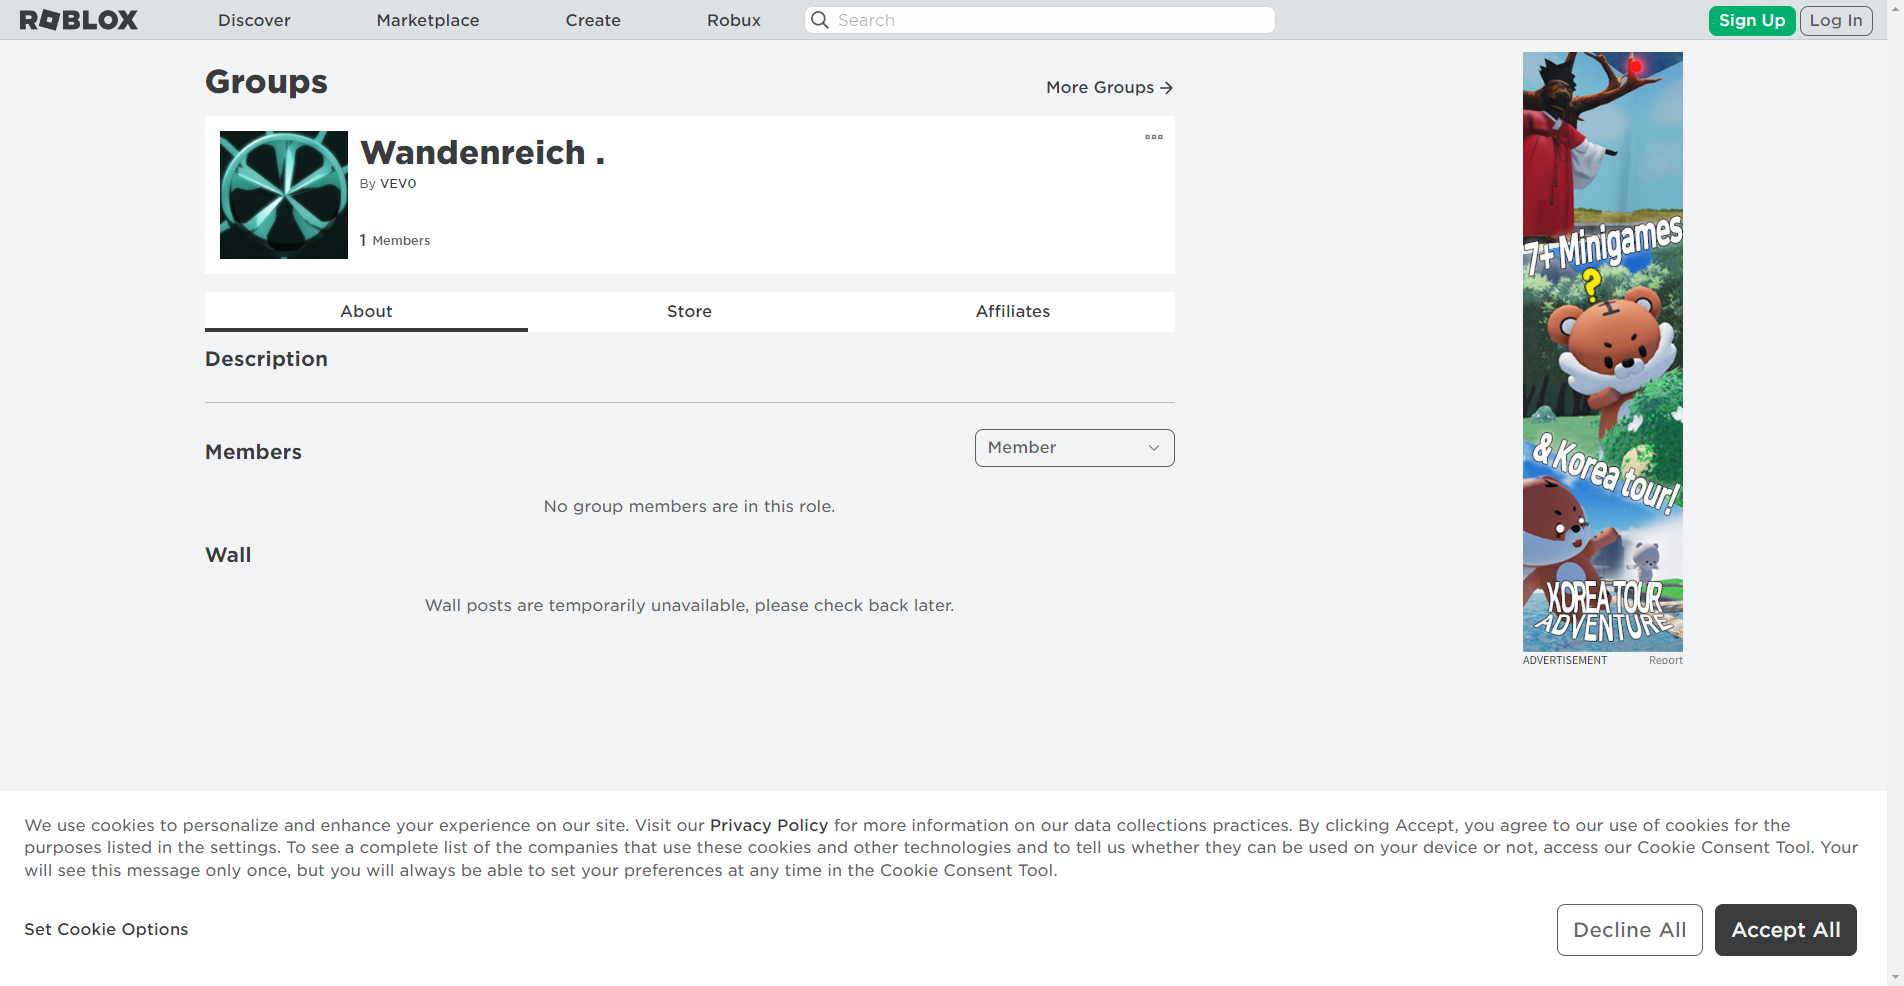 ROBLOX
Discover
Marketplace
Create
Robux
Search
Sign Up
Log In
Groups
More Groups
Wandenreich .
By VEVO
1 Members
About
Store
Affiliates
Description
Members
Member
No group members are in this role.
Wall
Wall posts are temporarily unavailable, please check back later.
7+ Minigames
?
& Korea tour!
KOREA TOUR
ADVENTURE
ADVERTISEMENT
Report
We use cookies to personalize and enhance your experience on our site. Visit our Privacy Policy for more information on our data collections practices. By clicking Accept, you agree to our use of cookies for the
purposes listed in the settings. To see a complete list of the companies that use these cookies and other technologies and to tell us whether they can be used on your device or not, access our Cookie Consent Tool. Your
will see this message only once, but you will always be able to set your preferences at any time in the Cookie Consent Tool.
Set Cookie Options
Decline All
Accept All